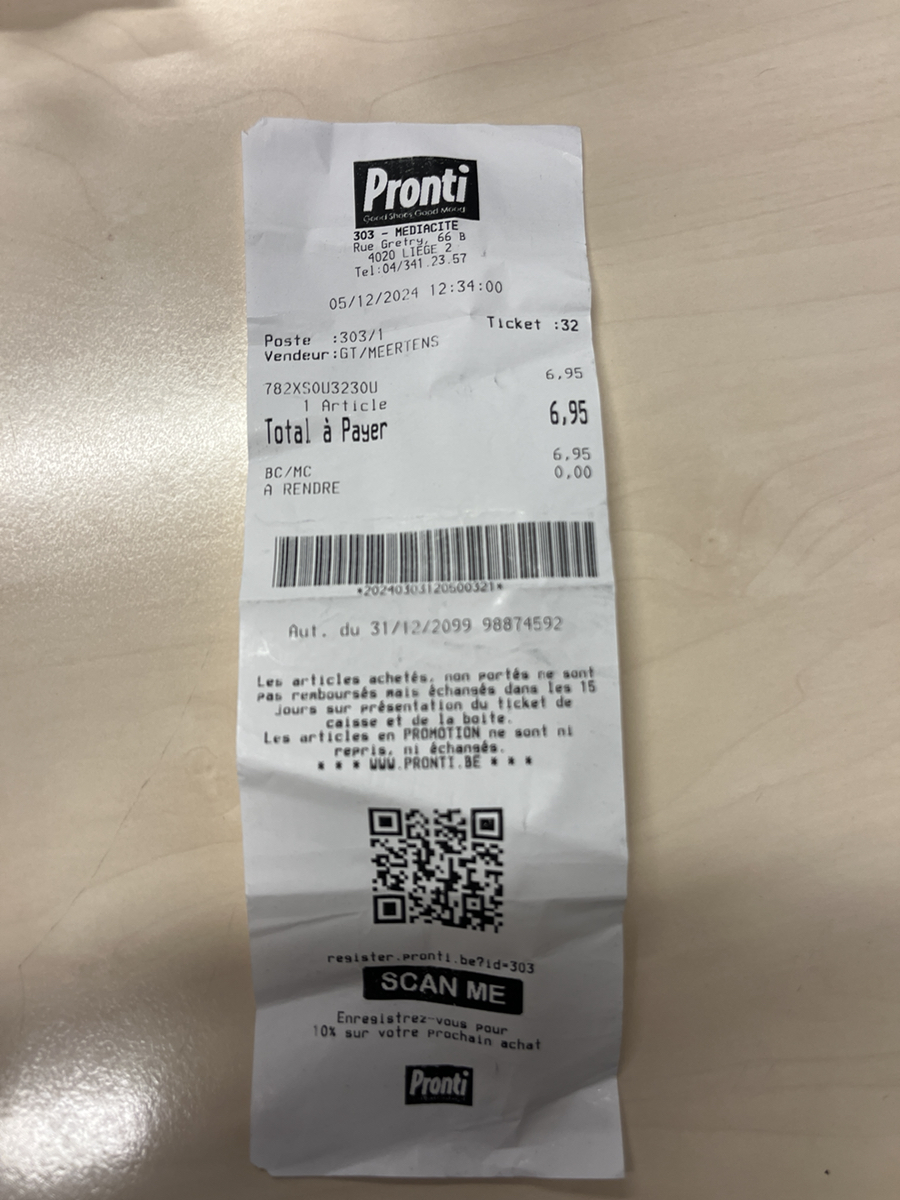 Pronti
Good Shoes Good Mood
303 - MEDIACITE
Rue Gretry, 66 B
4020 LIEGE 2
Tel:04/341.23.57
05/12/2024 12:34:00
Ticket :32
Poste :303/1
Vendeur:GT/MEERTENS
782XSOU3230U 6,95
1 Article
Total à Payer 6,95
BC/MC 6,95
A RENDRE 0,00
*20240303120600321*
Aut. du 31/12/2099 98874592
Les articles achetés, non portés ne sont
pas remboursés mais échangés dans les 15
jours sur présentation du ticket de
caisse et de la boite.
Les articles en PROMOTION ne sont ni
repris, ni échangés.
* * * WWW.PRONTI.BE * * *
register.pronti.be?id=303
SCAN ME
Enregistrez-vous pour
10% sur votre prochain achat
Pronti